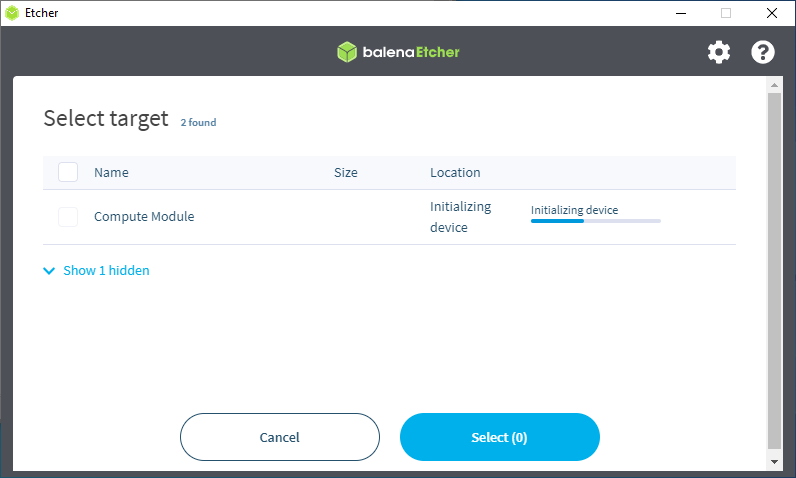 Etcher
balenaEtcher
Select target 2 found
Name Size Location
Compute Module Initializing device Initializing device
Show 1 hidden
Cancel Select (0)